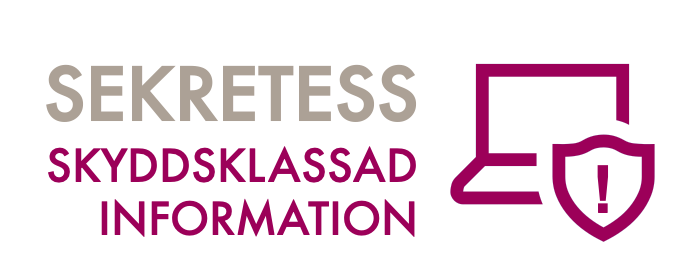 SEKRETESS
SKYDDSKLASSAD
INFORMATION
!